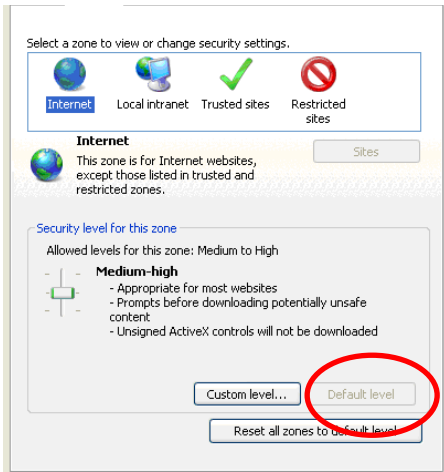 Select a zone to view or change security settings.
Internet
Local intranet
Trusted sites
Restricted
sites
Internet
This zone is for Internet websites,
except those listed in trusted and
restricted zones.
Sites
Security level for this zone
Allowed levels for this zone: Medium to High
Medium-high
- Appropriate for most websites
- Prompts before downloading potentially unsafe
content
- Unsigned ActiveX controls will not be downloaded
Custom level...
Default level
Reset all zones to default level